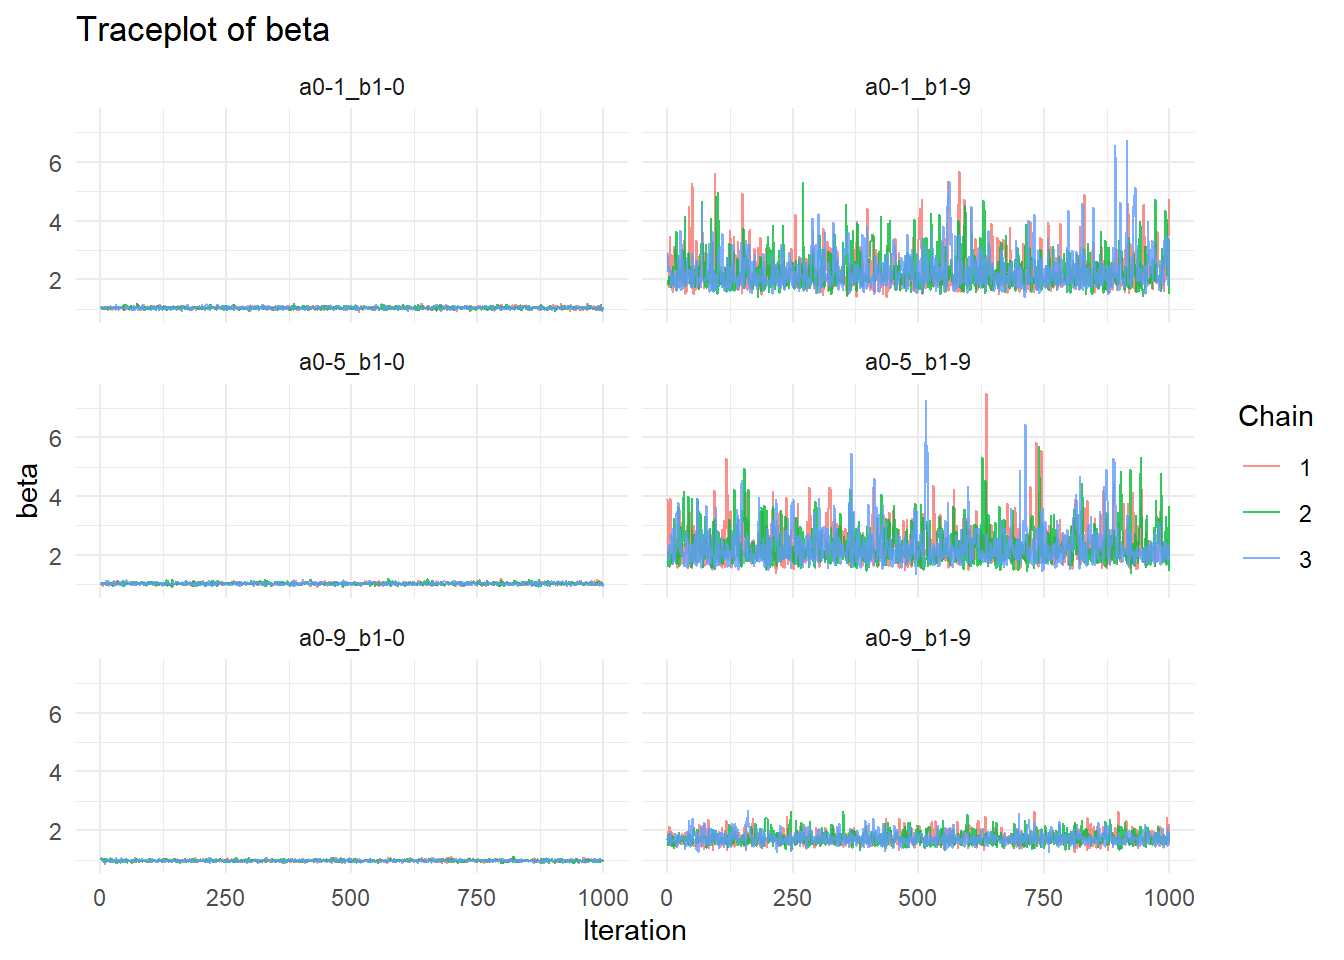 Traceplot of beta
a0-1_b1-0
a0-1_b1-9
6
4
2
a0-5_b1-0
a0-5_b1-9
6
4
2
beta
a0-9_b1-0
a0-9_b1-9
6
4
2
0 250 500 750 1000
0 250 500 750 1000
Iteration
Chain
1
2
3